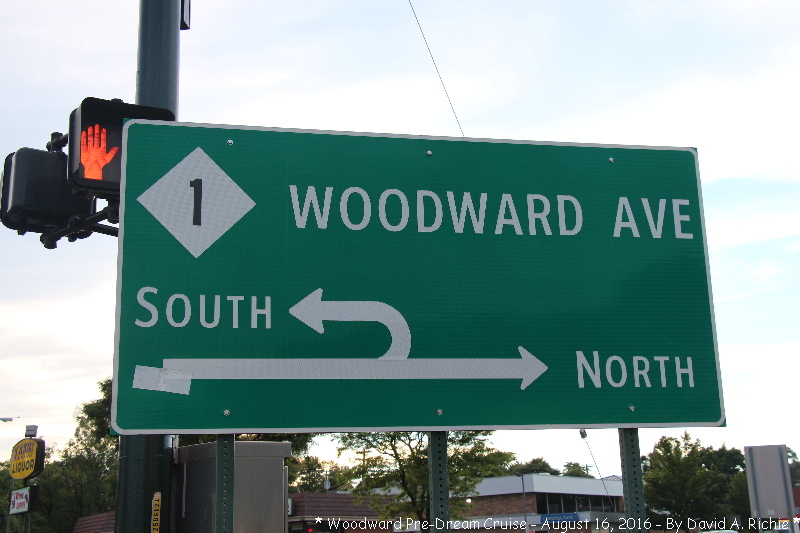 1 WOODWARD AVE
SOUTH
NORTH
LIQUOR
* Woodward Pre-Dream Cruise - August 16, 2016 - By David A. Richie *